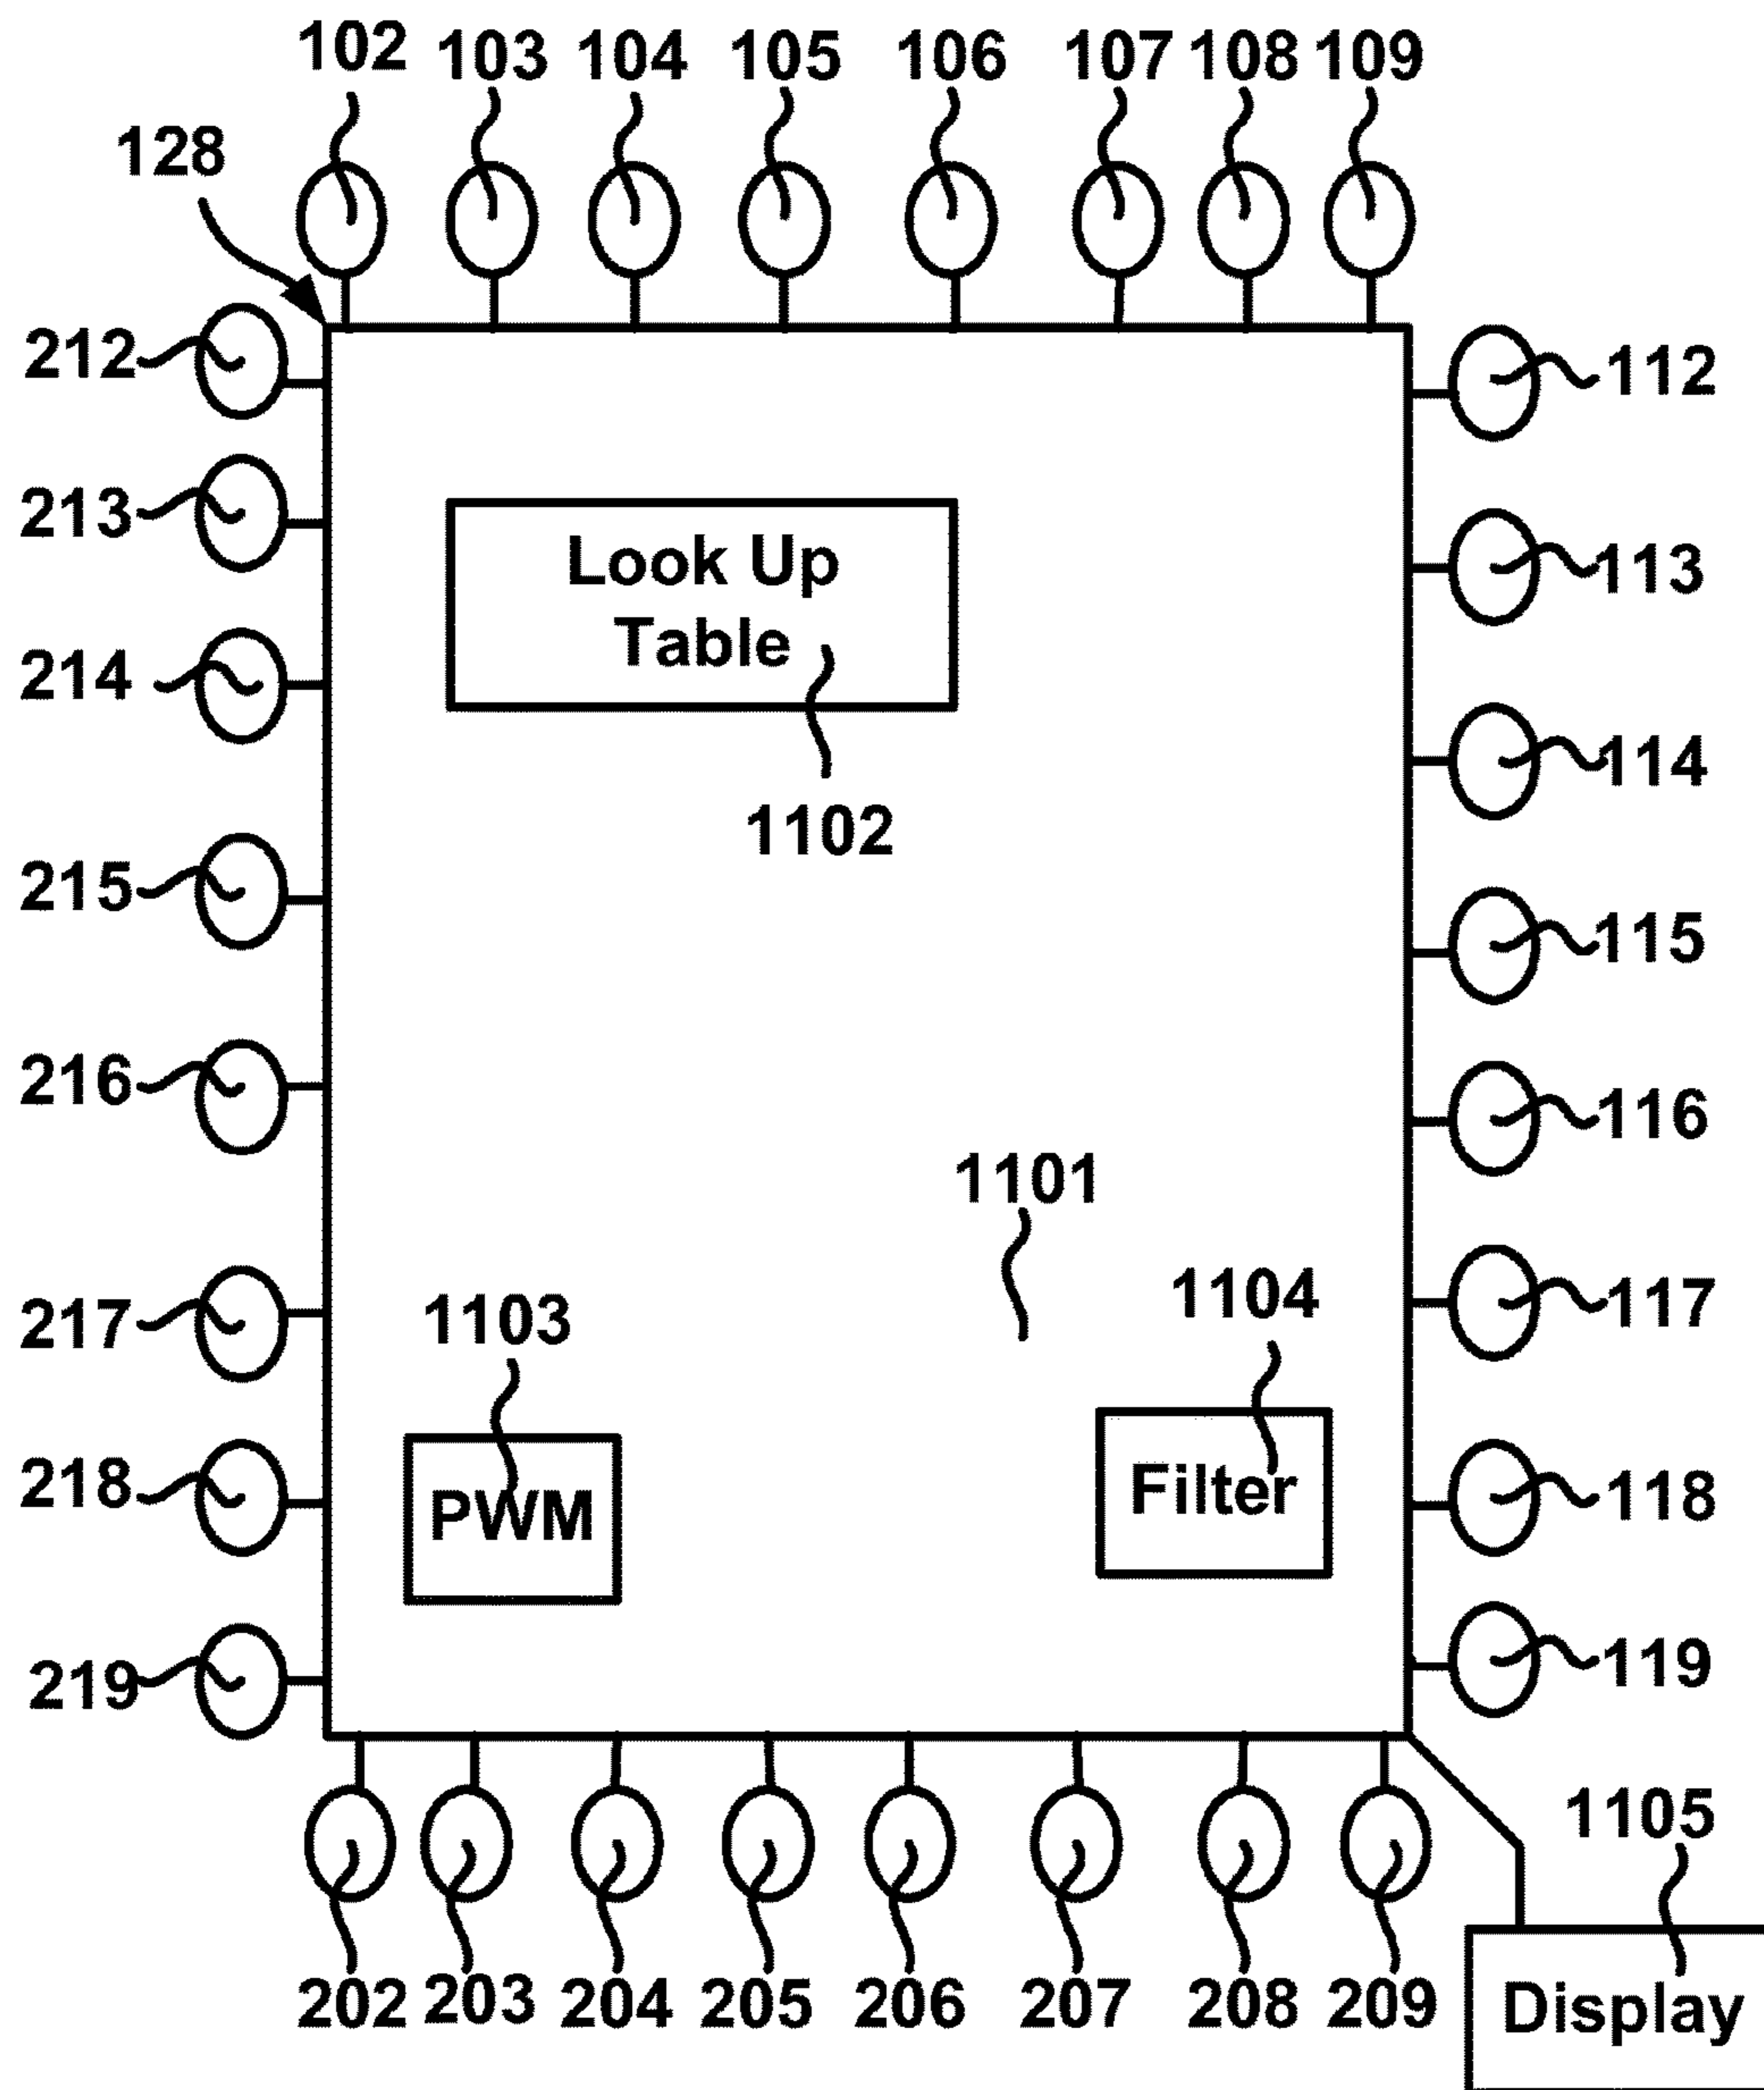 102 103 104 105 106 107 108 109
128
212 112
213 113
Look Up
Table
214 114
1102
215 115
216 116
1101
217 1103 1104 117
218 PWM Filter 118
219 119
1105
202 203 204 205 206 207 208 209
Display